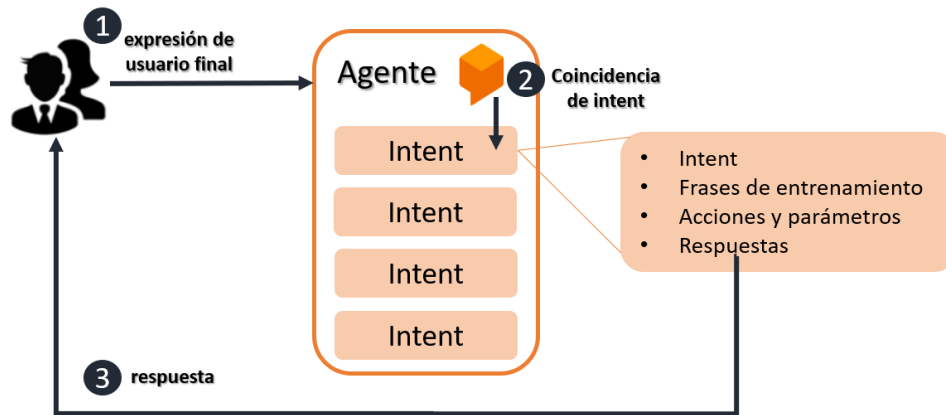 1
expresión de
usuario final
Agente
2
Coincidencia
de intent
Intent
Intent
Intent
Intent
• Intent
• Frases de entrenamiento
• Acciones y parámetros
• Respuestas
3
respuesta